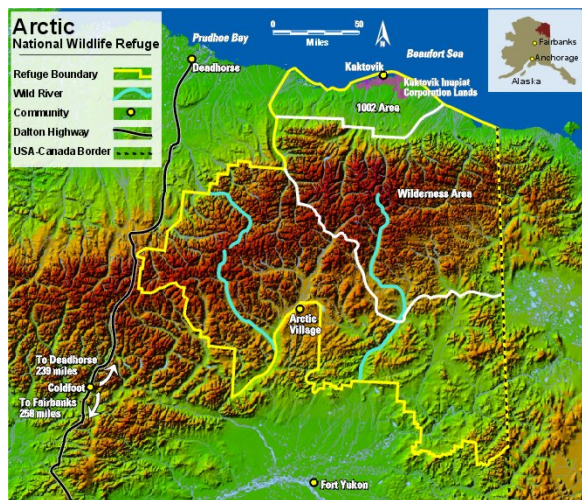 Arctic
National Wildlife Refuge
Refuge Boundary
Wild River
Community
Dalton Highway
USA-Canada Border
Prudhoe Bay
Deadhorse
0
50
Miles
N
Beaufort Sea
Kaktovik
Kaktovik Inupiat
Corporation Lands
1002 Area
Fairbanks
Anchorage
Alaska
Wilderness Area
Arctic
Village
To Deadhorse
239 miles
Coldfoot
To Fairbanks
258 miles
Fort Yukon